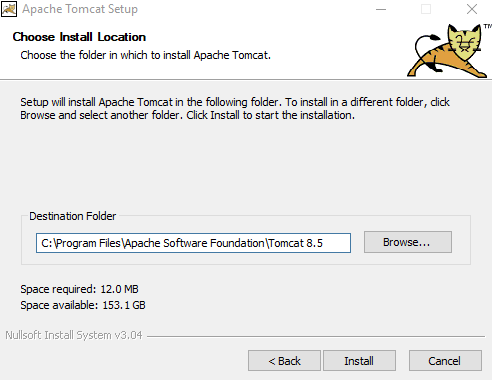 Apache Tomcat Setup
Choose Install Location
Choose the folder in which to install Apache Tomcat.
TM
Setup will install Apache Tomcat in the following folder. To install in a different folder, click
Browse and select another folder. Click Install to start the installation.
Destination Folder
C:\Program Files\Apache Software Foundation\Tomcat 8.5
Browse...
Space required: 12.0 MB
Space available: 153.1 GB
Nullsoft Install System v3.04
< Back
Install
Cancel